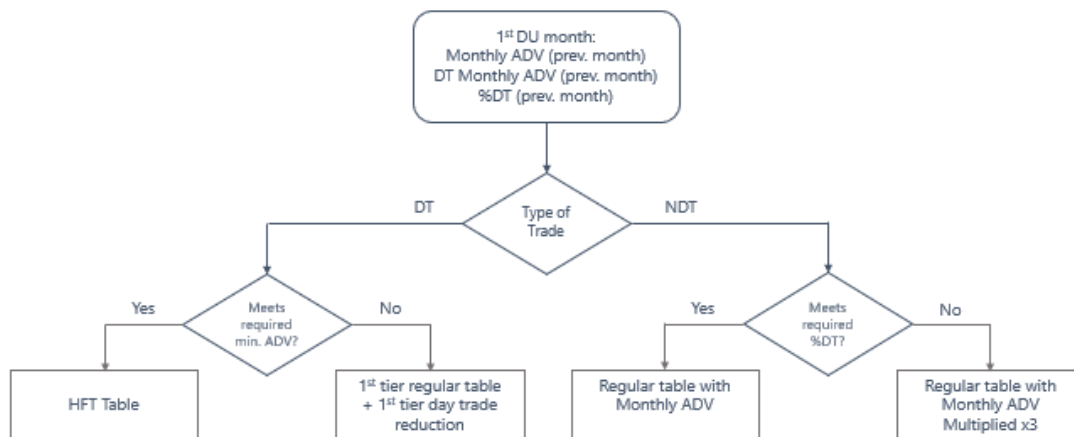 1st DU month:
Monthly ADV (prev. month)
DT Monthly ADV (prev. month)
%DT (prev. month)
DT
Type of
Trade
NDT
Yes
Meets
required
min. ADV?
No
Yes
Meets
required
%DT?
No
HFT Table
1st tier regular table
+ 1st tier day trade
reduction
Regular table with
Monthly ADV
Regular table with
Monthly ADV
Multiplied x3